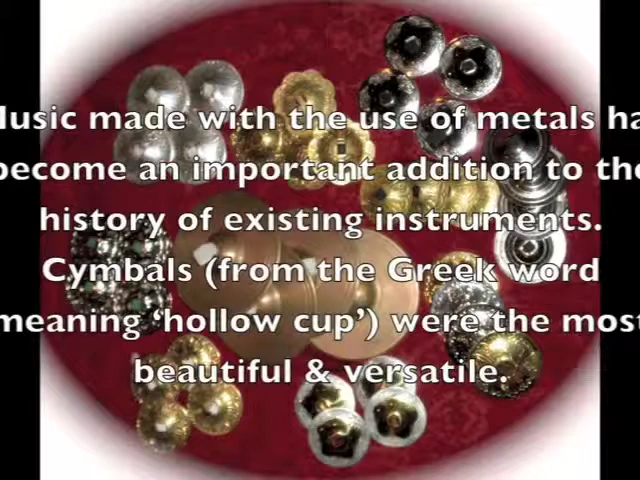 Music made with the use of metals ha
become an important addition to the
history of existing instruments.
Cymbals (from the Greek word
meaning ‘hollow cup’) were the most
beautiful & versatile.